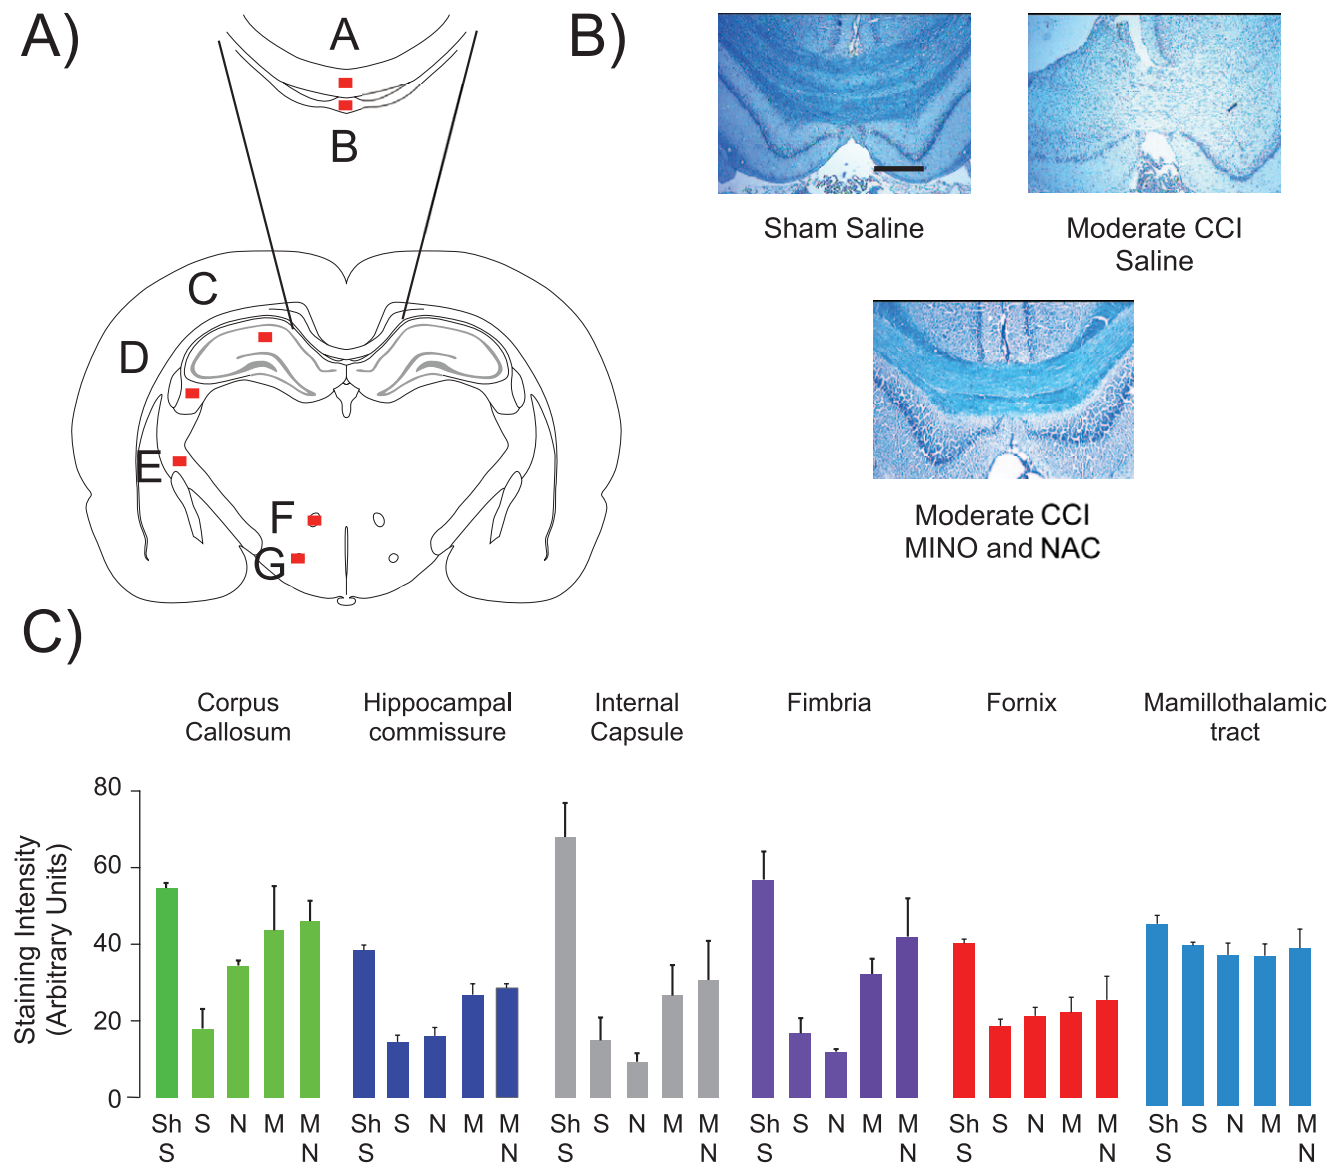 A)
A
B
C
D
E
F
G
B)
Sham Saline
Moderate CCI
Saline
Moderate CCI
MINO and NAC
C)
Corpus
Callosum
Hippocampal
commissure
Internal
Capsule
Fimbria
Fornix
Mamillothalamic
tract
Staining Intensity
(Arbitrary Units)
80
60
40
20
0
Sh S N M M
S N
Sh S N M M
S N
Sh S N M M
S N
Sh S N M M
S N
Sh S N M M
S N
Sh S N M M
S N